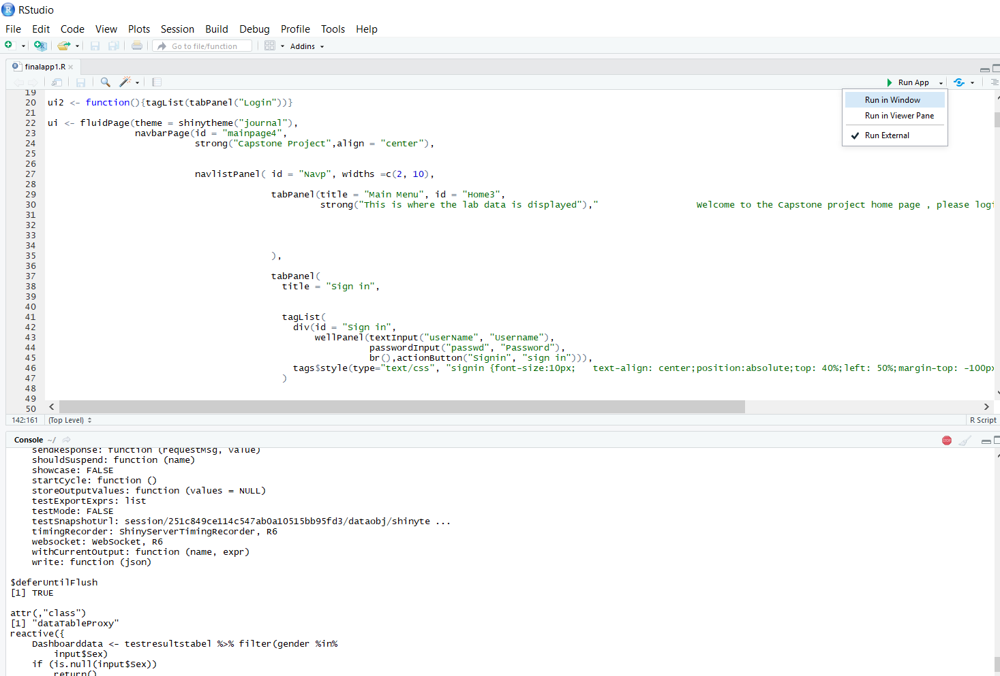 RStudio
File Edit Code View Plots Session Build Debug Profile Tools Help
Go to file/function Addins
finalapp1.R
Run App
Run in Window
Run in Viewer Pane
Run External
19
20 ui2 <- function(){tagList(tabPanel("Login"))}
21
22 ui <- fluidPage(theme = shinytheme("journal"),
23 navbarPage(id = "mainpage4",
24 strong("Capstone Project",align = "center"),
25
26
27 navlistPanel( id = "Navp", widths =c(2, 10),
28
29 tabPanel(title = "Main Menu", id = "Home3",
30 strong("This is where the lab data is displayed")," Welcome to the Capstone project home page , please logi
31
32
33
34
35 ),
36
37 tabPanel(
38 title = "Sign in",
39
40
41 tagList(
42 div(id = "Sign in",
43 wellPanel(textInput("userName", "Username"),
44 passwordInput("passwd", "Password"),
45 br(),actionButton("Signin", "sign in"))),
46 tags$style(type="text/css", "signin {font-size:10px; text-align: center;position:absolute;top: 40%;left: 50%;margin-top: -100px
47 )
48
49
50
142:161 (Top Level) R Script
Console ~/
STOP
sendResponse: function (requestMsg, value)
shouldSuspend: function (name)
showcase: FALSE
startCycle: function ()
storeOutputValues: function (values = NULL)
testExportExprs: list
testMode: FALSE
testSnapshotUrl: session/251c849ce114c547ab0a10515bb95fd3/dataobj/shinyte ...
timingRecorder: ShinyServerTimingRecorder, R6
websocket: WebSocket, R6
withCurrentOutput: function (name, expr)
write: function (json)
$deferUntilFlush
[1] TRUE
attr(,"class")
[1] "dataTableProxy"
reactive({
Dashboarddata <- testresultstabel %>% filter(gender %in%
input$Sex)
if (is.null(input$Sex))
return()